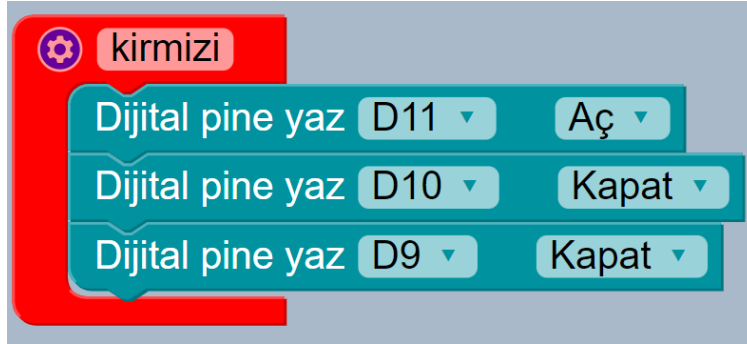 kirmizi
Dijital pine yaz D11 Aç
Dijital pine yaz D10 Kapat
Dijital pine yaz D9 Kapat